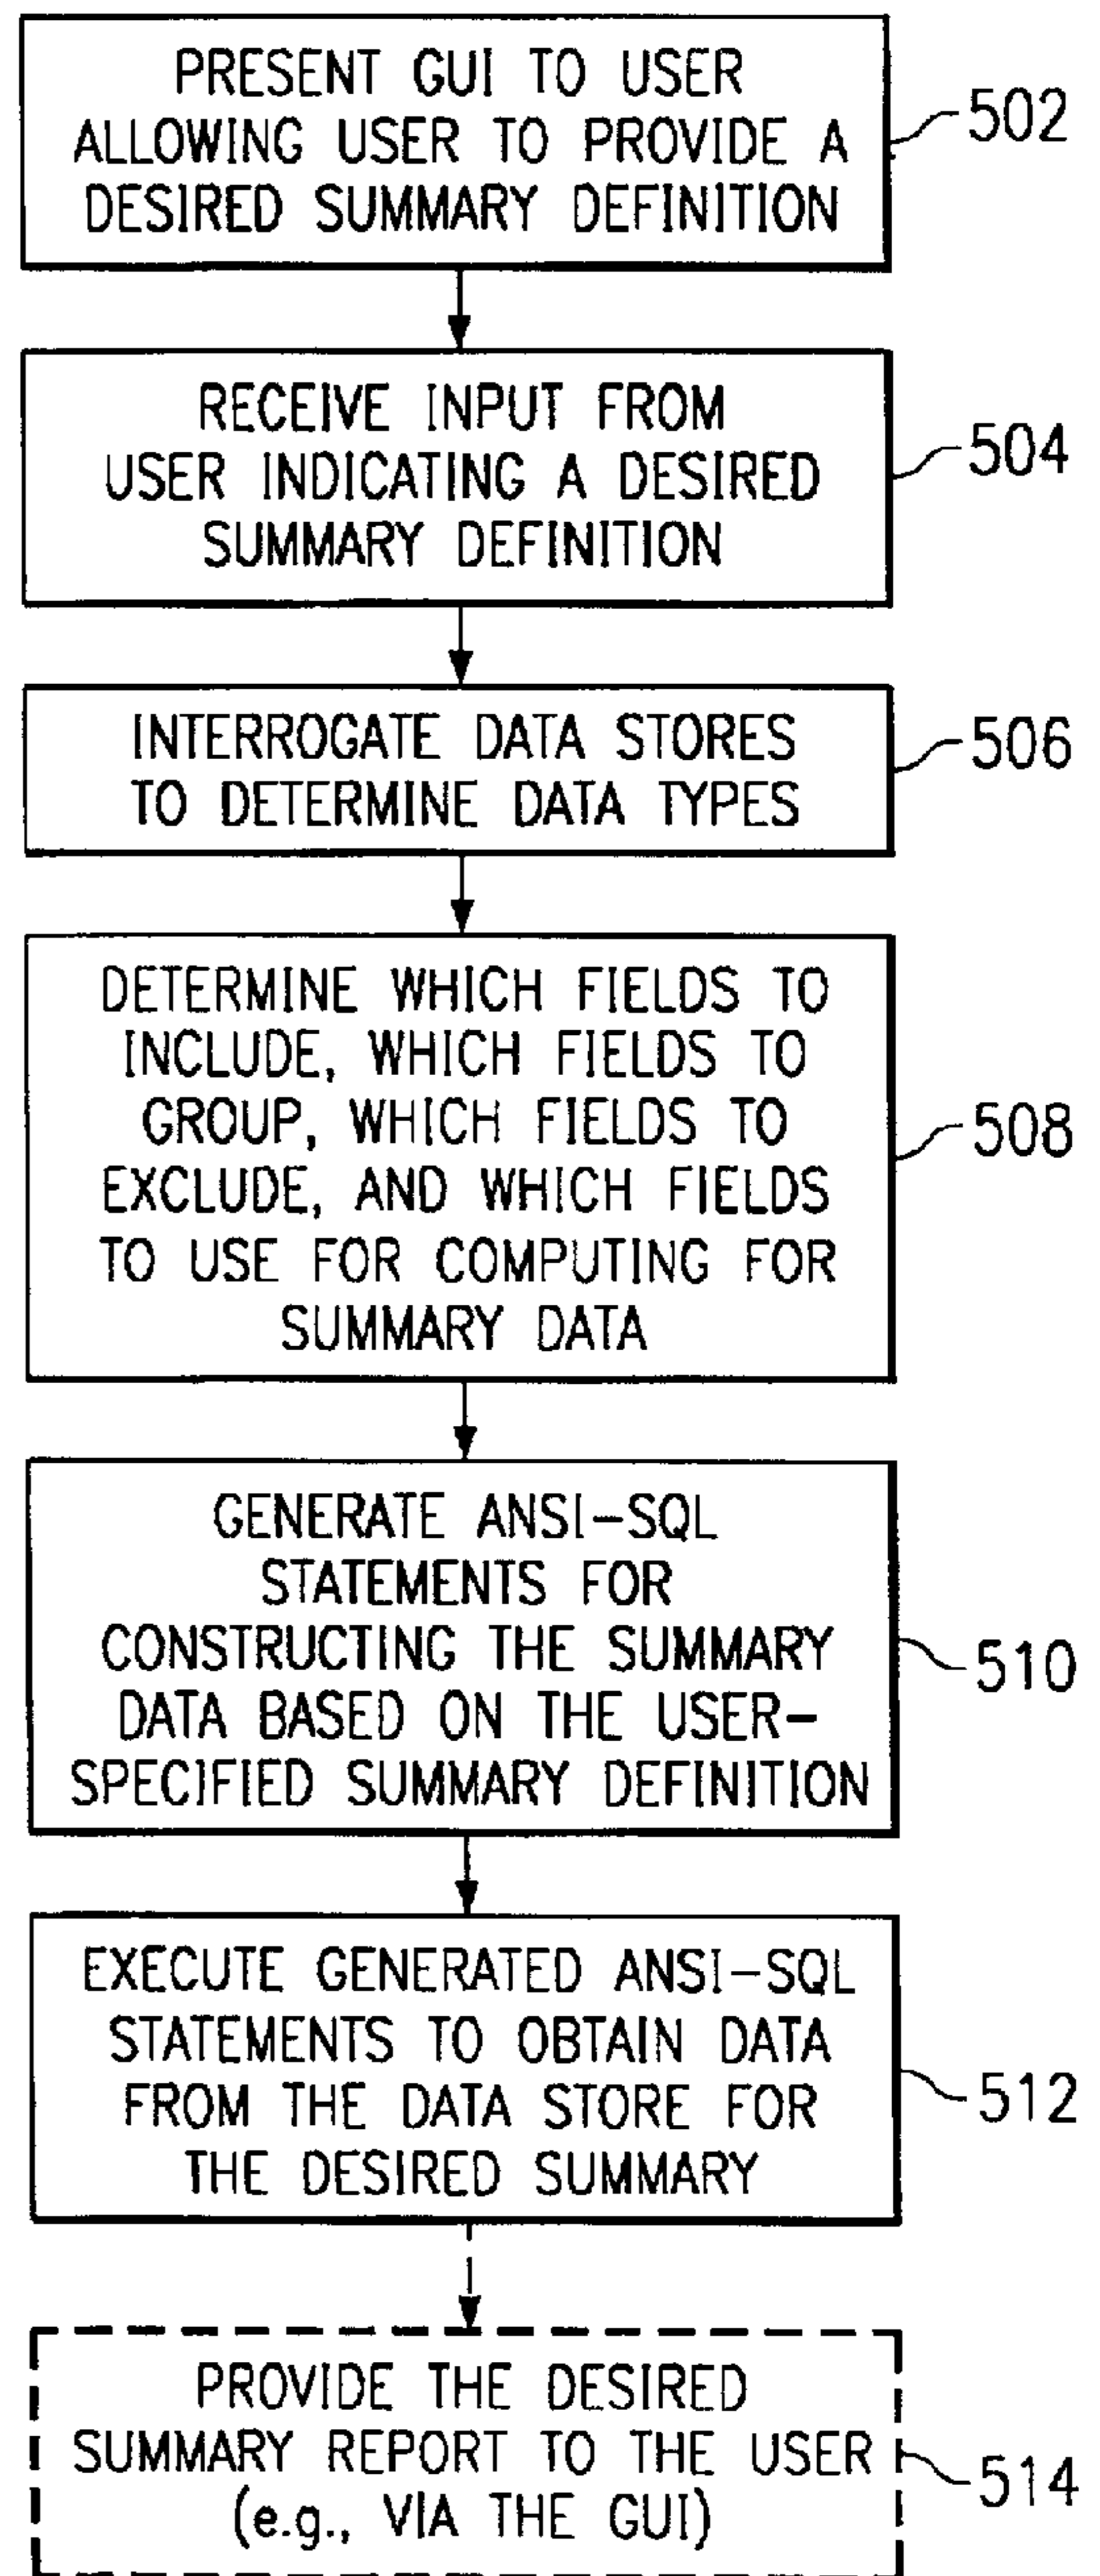 PRESENT GUI TO USER
ALLOWING USER TO PROVIDE A
DESIRED SUMMARY DEFINITION
502
RECEIVE INPUT FROM
USER INDICATING A DESIRED
SUMMARY DEFINITION
504
INTERROGATE DATA STORES
TO DETERMINE DATA TYPES
506
DETERMINE WHICH FIELDS TO
INCLUDE, WHICH FIELDS TO
GROUP, WHICH FIELDS TO
EXCLUDE, AND WHICH FIELDS
TO USE FOR COMPUTING FOR
SUMMARY DATA
508
GENERATE ANSI-SQL
STATEMENTS FOR
CONSTRUCTING THE SUMMARY
DATA BASED ON THE USER-
SPECIFIED SUMMARY DEFINITION
510
EXECUTE GENERATED ANSI-SQL
STATEMENTS TO OBTAIN DATA
FROM THE DATA STORE FOR
THE DESIRED SUMMARY
512
PROVIDE THE DESIRED
SUMMARY REPORT TO THE USER
(e.g., VIA THE GUI)
514